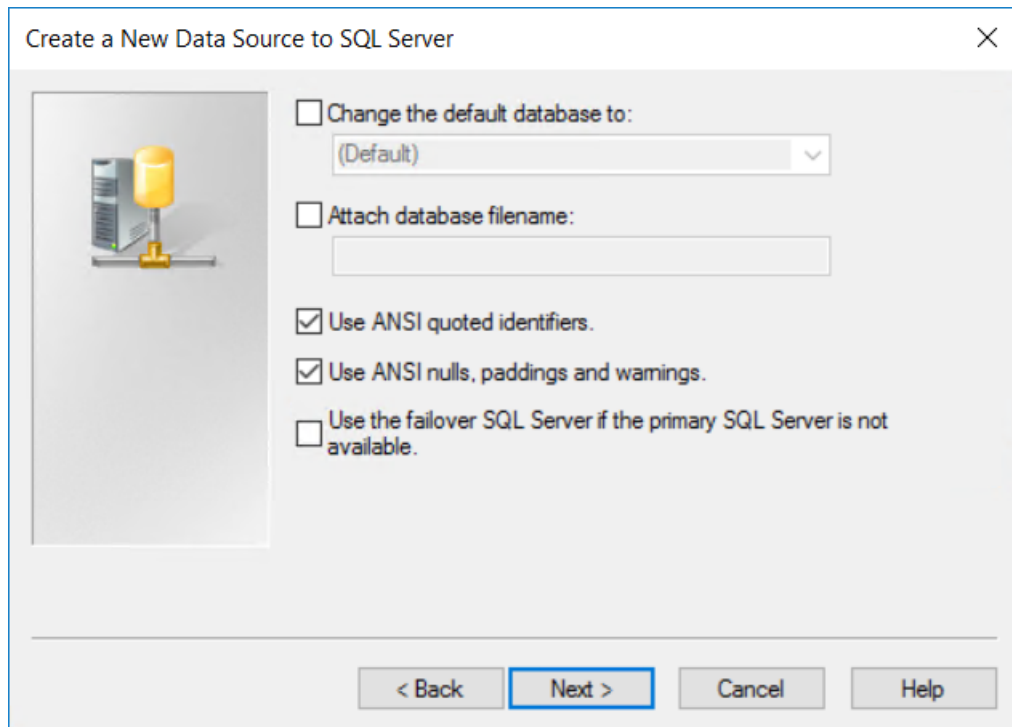 Create a New Data Source to SQL Server
Change the default database to:
(Default)
Attach database filename:
Use ANSI quoted identifiers.
Use ANSI nulls, paddings and warnings.
Use the failover SQL Server if the primary SQL Server is not
available.
< Back
Next >
Cancel
Help